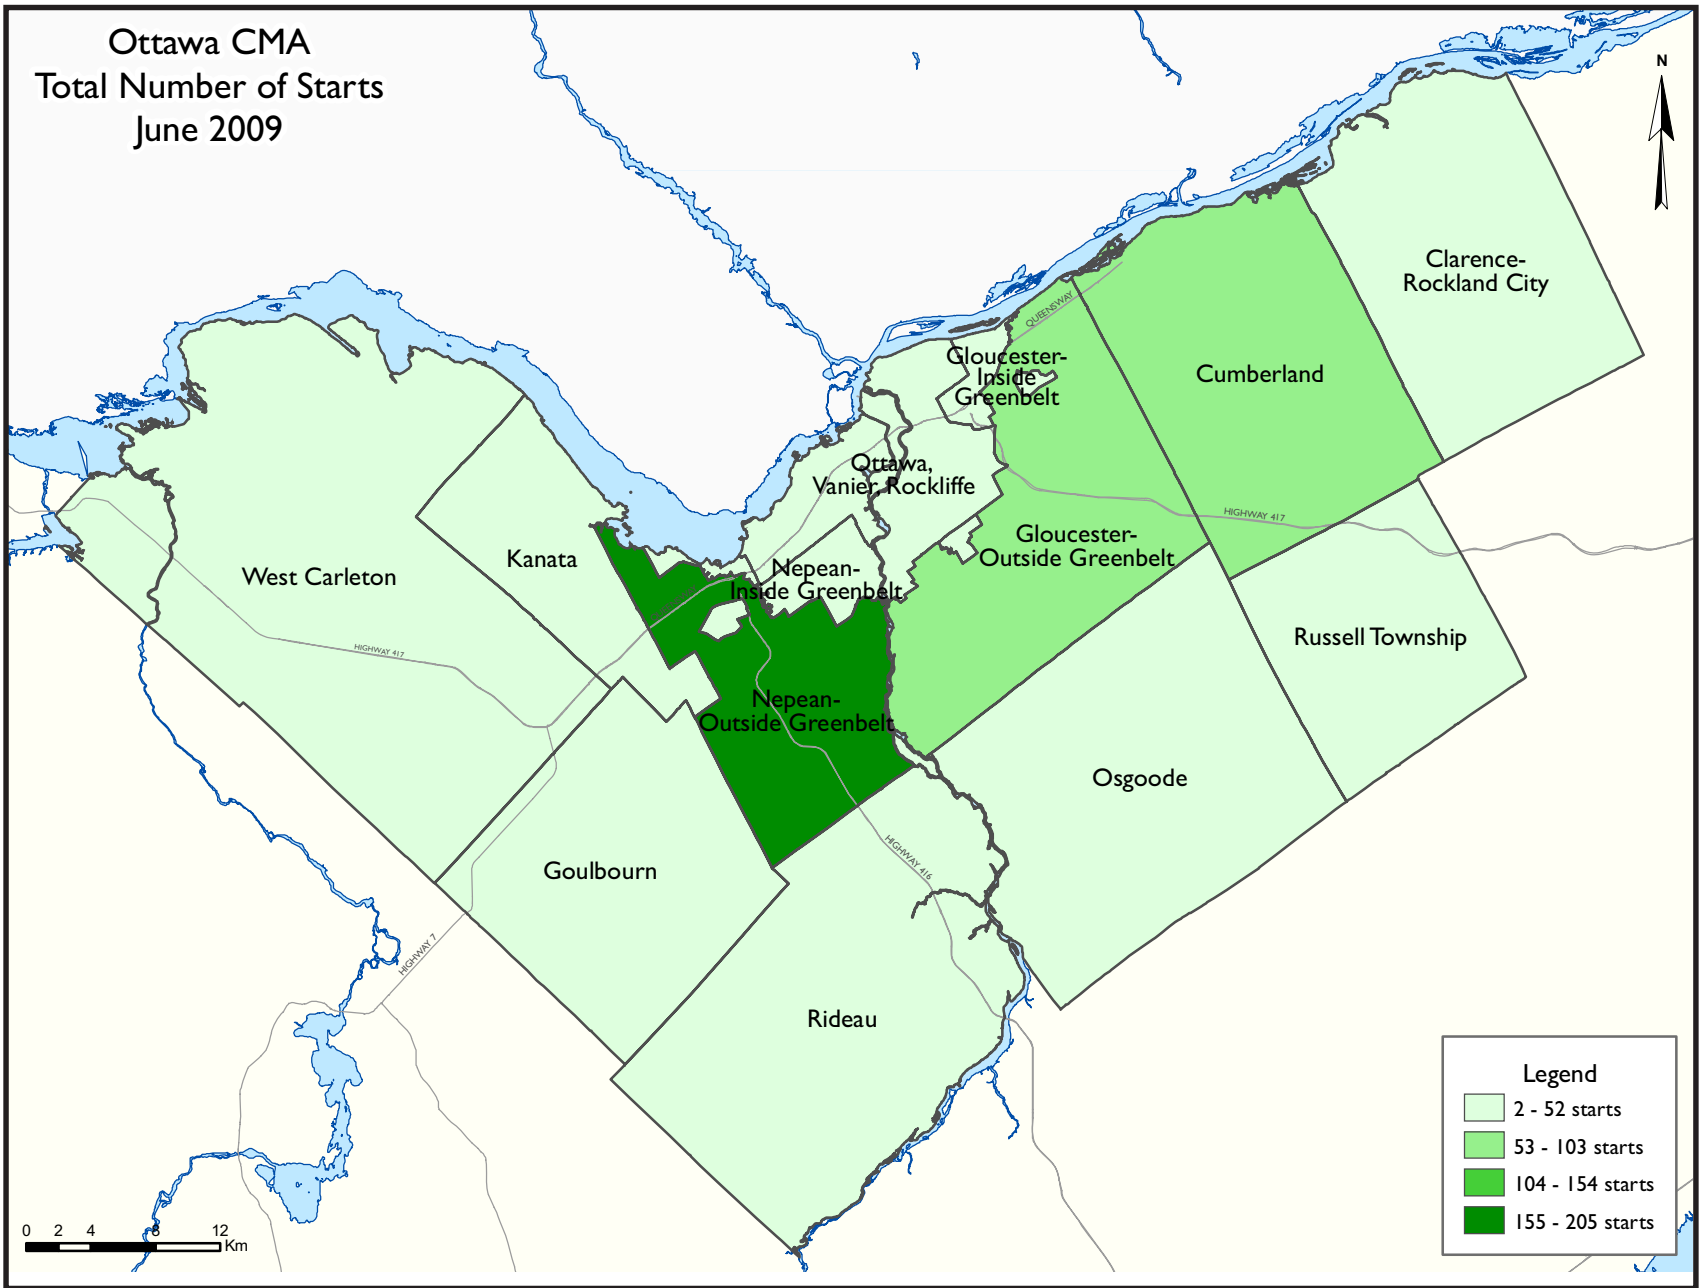 Ottawa CMA
Total Number of Starts
June 2009
N
Clarence-
Rockland City
QUEENSWAY
Gloucester-
Inside
Greenbelt
Cumberland
Ottawa,
Vanier, Rockliffe
HIGHWAY 417
Gloucester-
Outside Greenbelt
Kanata
West Carleton
Nepean-
Inside Greenbelt
Russell Township
HIGHWAY 417
Nepean-
Outside Greenbelt
Osgoode
Goulbourn
HIGHWAY 416
HIGHWAY 7
Rideau
Legend
2 - 52 starts
53 - 103 starts
104 - 154 starts
155 - 205 starts
0 2 4 8 12
Km